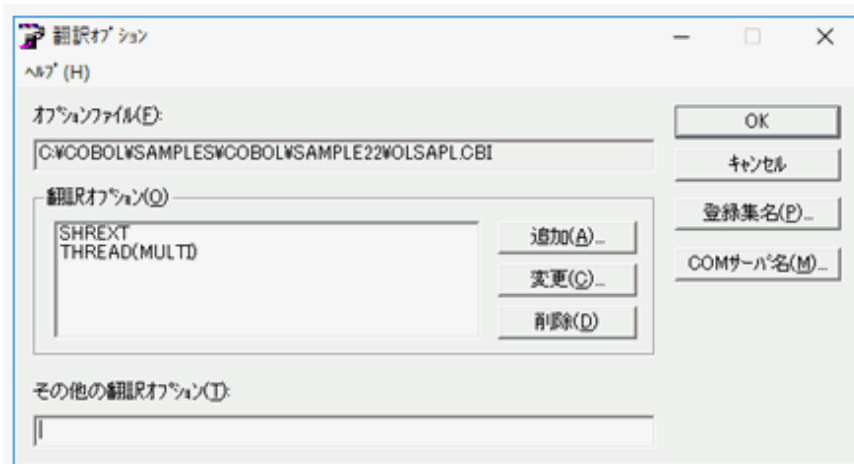 翻訳ｵﾌﾟｼｮﾝ
ﾍﾙﾌﾟ(H)
ｵﾌﾟｼｮﾝﾌｧｲﾙ(F):
C:¥COBOL¥SAMPLES¥COBOL¥SAMPLE22¥OLSAPL.CBI
翻訳ｵﾌﾟｼｮﾝ(O)
SHREXT
THREAD(MULTI)
追加(A)...
変更(C)...
削除(D)
その他の翻訳ｵﾌﾟｼｮﾝ(T):
OK
ｷｬﾝｾﾙ
登録集名(P)...
COMｻｰﾊﾞ名(M)...